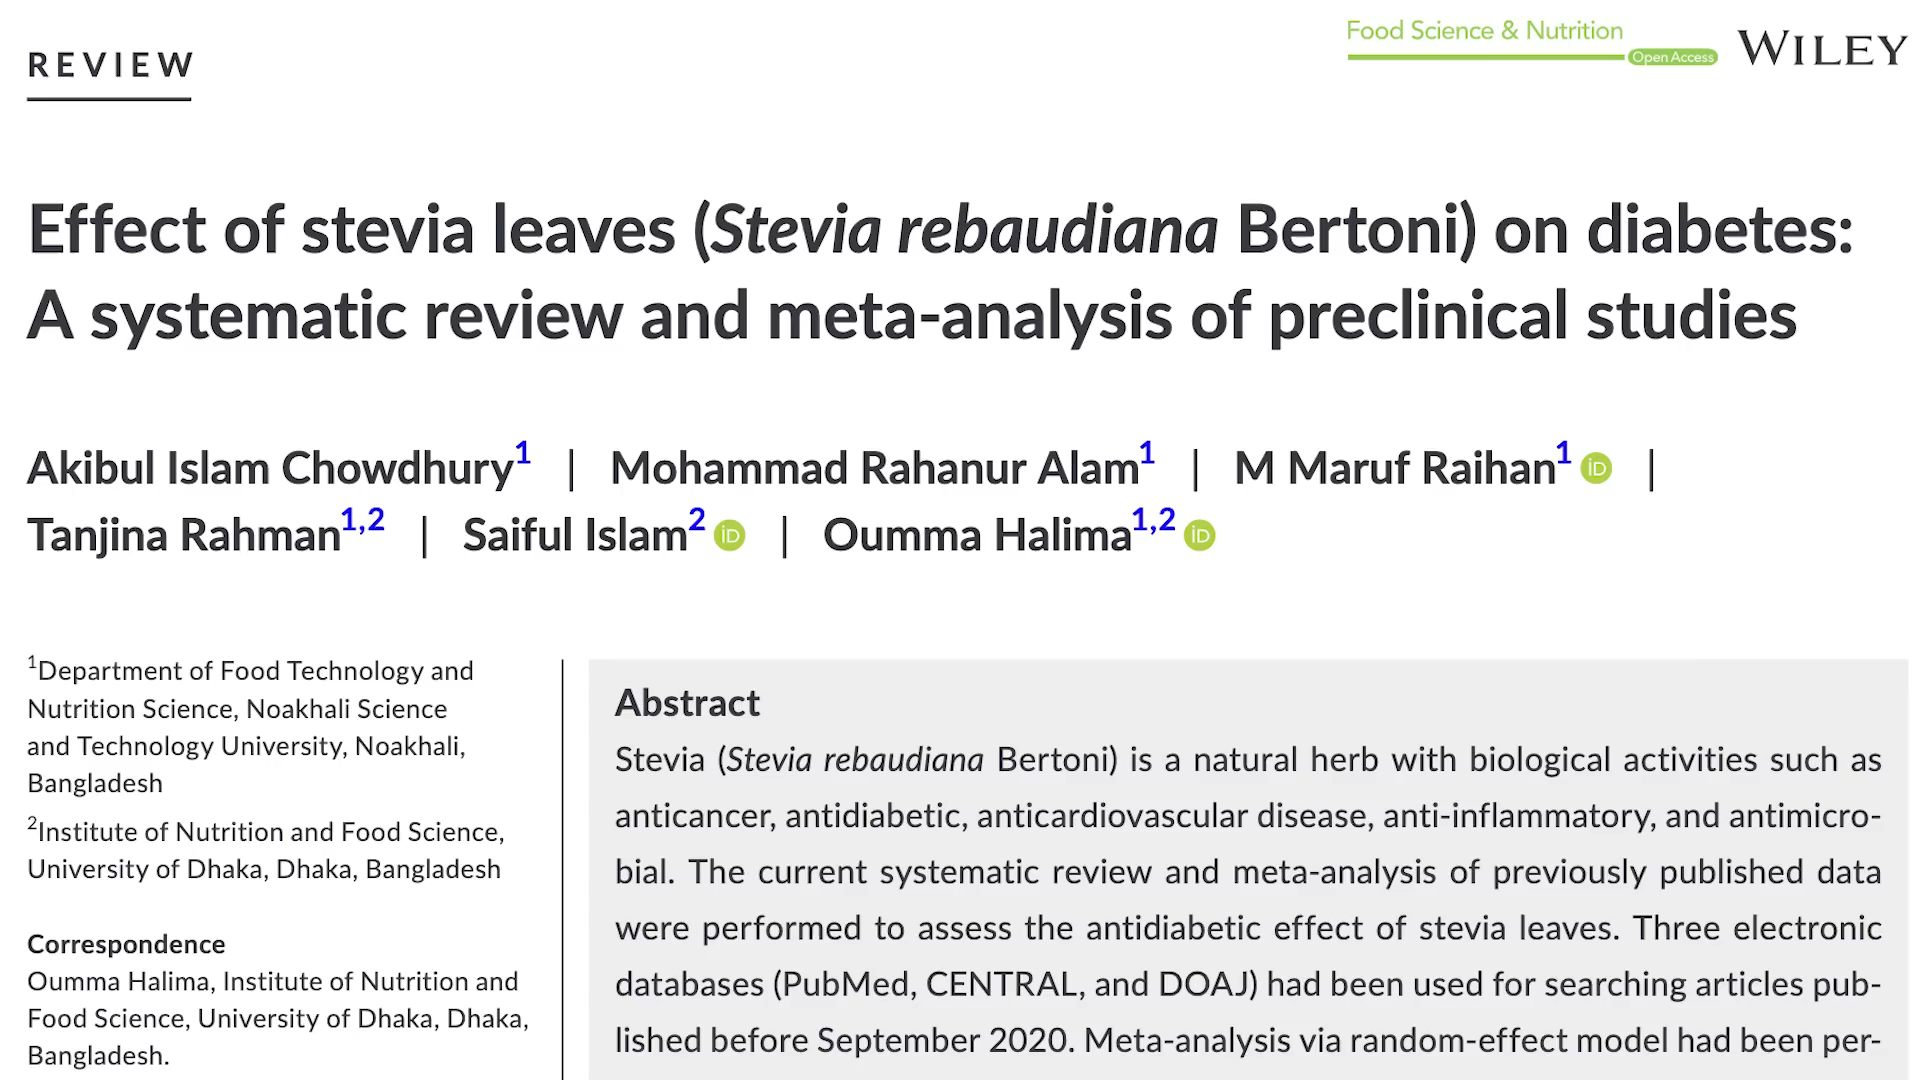 REVIEW
Food Science & Nutrition
Open Access
WILEY
Effect of stevia leaves (Stevia rebaudiana Bertoni) on diabetes:
A systematic review and meta-analysis of preclinical studies
Akibul Islam Chowdhury1 | Mohammad Rahanur Alam1 | M Maruf Raihan1 iD |
Tanjina Rahman1,2 | Saiful Islam2 iD | Oumma Halima1,2 iD
1Department of Food Technology and
Nutrition Science, Noakhali Science
and Technology University, Noakhali,
Bangladesh
2Institute of Nutrition and Food Science,
University of Dhaka, Dhaka, Bangladesh
Correspondence
Oumma Halima, Institute of Nutrition and
Food Science, University of Dhaka, Dhaka,
Bangladesh.
Abstract
Stevia (Stevia rebaudiana Bertoni) is a natural herb with biological activities such as
anticancer, antidiabetic, anticardiovascular disease, anti-inflammatory, and antimicro-
bial. The current systematic review and meta-analysis of previously published data
were performed to assess the antidiabetic effect of stevia leaves. Three electronic
databases (PubMed, CENTRAL, and DOAJ) had been used for searching articles pub-
lished before September 2020. Meta-analysis via random-effect model had been per-